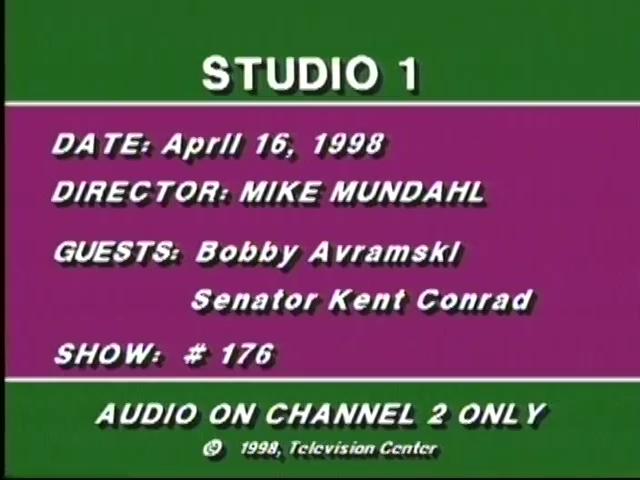 STUDIO 1
DATE: April 16, 1998
DIRECTOR: MIKE MUNDAHL
GUESTS: Bobby Avramski
Senator Kent Conrad
SHOW: # 176
AUDIO ON CHANNEL 2 ONLY
© 1998, Television Center